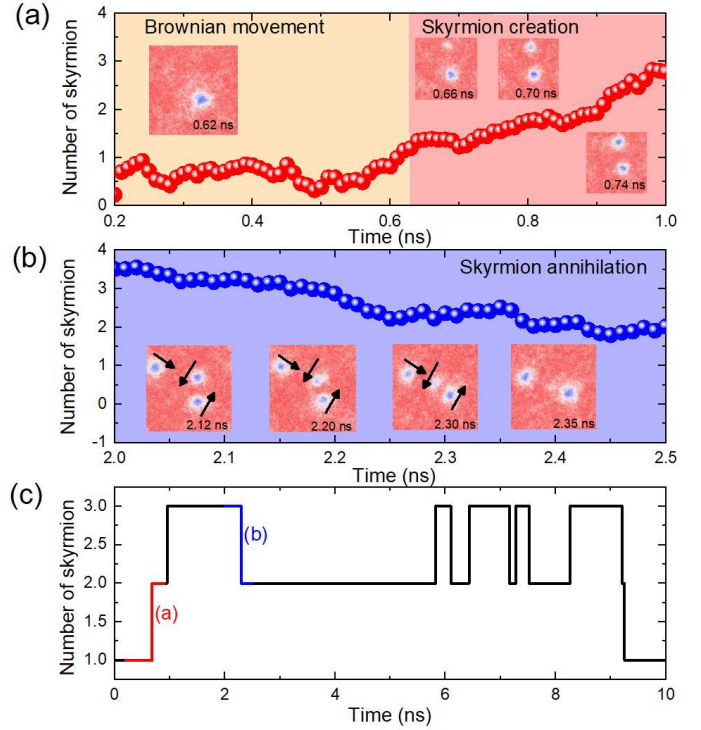 (a)
Brownian movement
Skyrmion creation
Number of skyrmion
4
3
2
1
0
0.62 ns
0.66 ns
0.70 ns
0.74 ns
0.2
0.4
0.6
0.8
1.0
Time (ns)
(b)
Skyrmion annihilation
Number of skyrmion
4
3
2
1
0
-1
2.12 ns
2.20 ns
2.30 ns
2.35 ns
2.0
2.1
2.2
2.3
2.4
2.5
Time (ns)
(c)
Number of skyrmion
3.0
2.5
2.0
1.5
1.0
(b)
(a)
0
2
4
6
8
10
Time (ns)